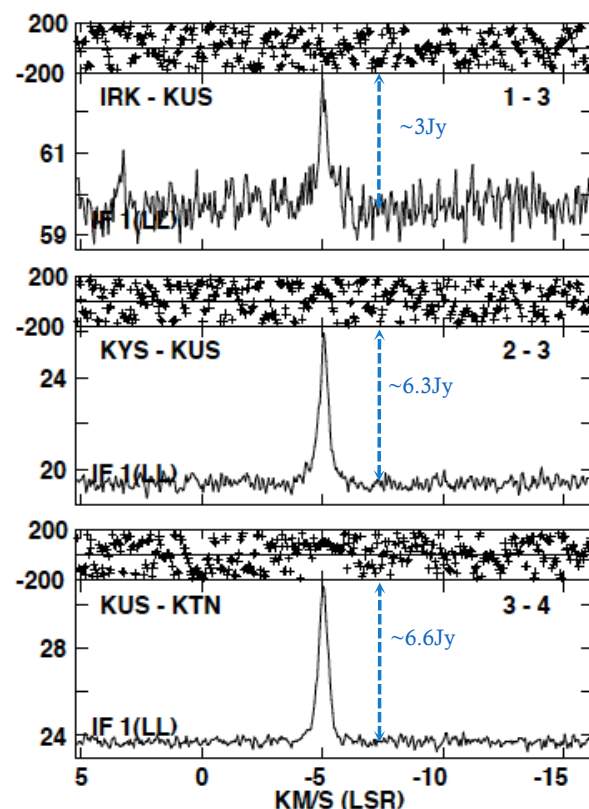 200
-200
IRK - KUS 1 - 3
~3Jy
61
IF 1(LL)
59
200
-200
KYS - KUS 2 - 3
24
~6.3Jy
20
IF 1(LL)
200
-200
KUS - KTN 3 - 4
~6.6Jy
28
24
IF 1(LL)
5 0 -5 -10 -15
KM/S (LSR)